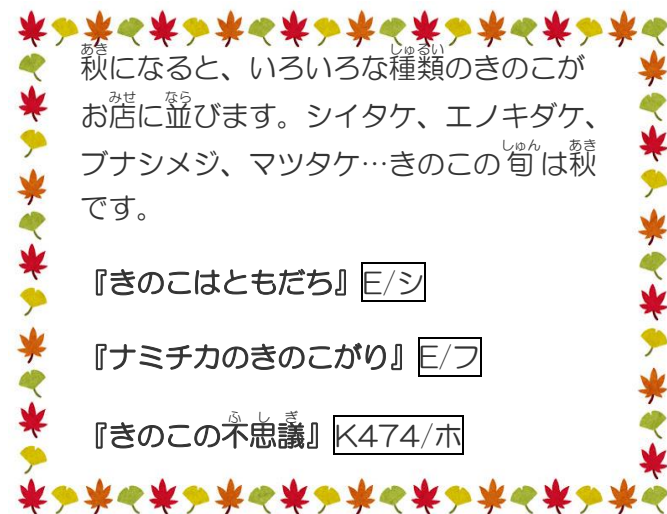 秋になると、いろいろな種類のきのこが
お店に並びます。シイタケ、エノキダケ、
ブナシメジ、マツタケ…きのこの旬は秋
です。
『きのこはともだち』E/シ
『ナミチカのきのこがり』E/フ
『きのこの不思議』K474/ホ